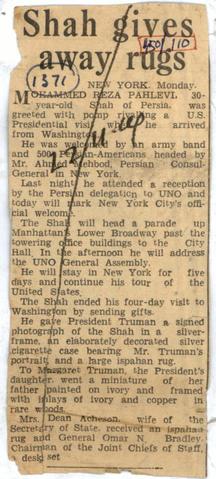 Shah gives
away rugs
150/110
(1371)
NEW YORK, Monday.
MOHAMMED REZA PAHLEVI, 30-
year-old Shah of Persia, was
greeted with pomp rivalling a U.S.
Presidential visit when he arrived
from Washington
He was welcomed by an army band
and Americans headed by
Mr. Persian Consul-
General in New York.
Last night he attended a reception
by the Persian delegation to UNO and
today will mark New York City's offi-
cial welcome.
The Shah will head a parade up
Manhattan's Lower Broadway past the
towering office buildings to the City
Hall. In the afternoon he will address
the UNO General Assembly.
He will stay in New York for five
days and continue his tour of the
United States.
The Shah ended his four-day visit to
Washington by sending gifts.
He gave President Truman a signed
photograph of the Shah in a silver-
frame, an elaborately decorated silver
cigarette case bearing Mr. Truman's
portrait, and a large ispahan rug.
To Margaret Truman, the President's
daughter, went a miniature of her
father painted on ivory and framed
with inlays of ivory and copper in
rare woods.
Mrs. Dean Acheson, wife of the
Secretary of State, received an ispahan
rug and General Omar N. Bradley,
Chairman of the Joint Chiefs of Staff,
desk set